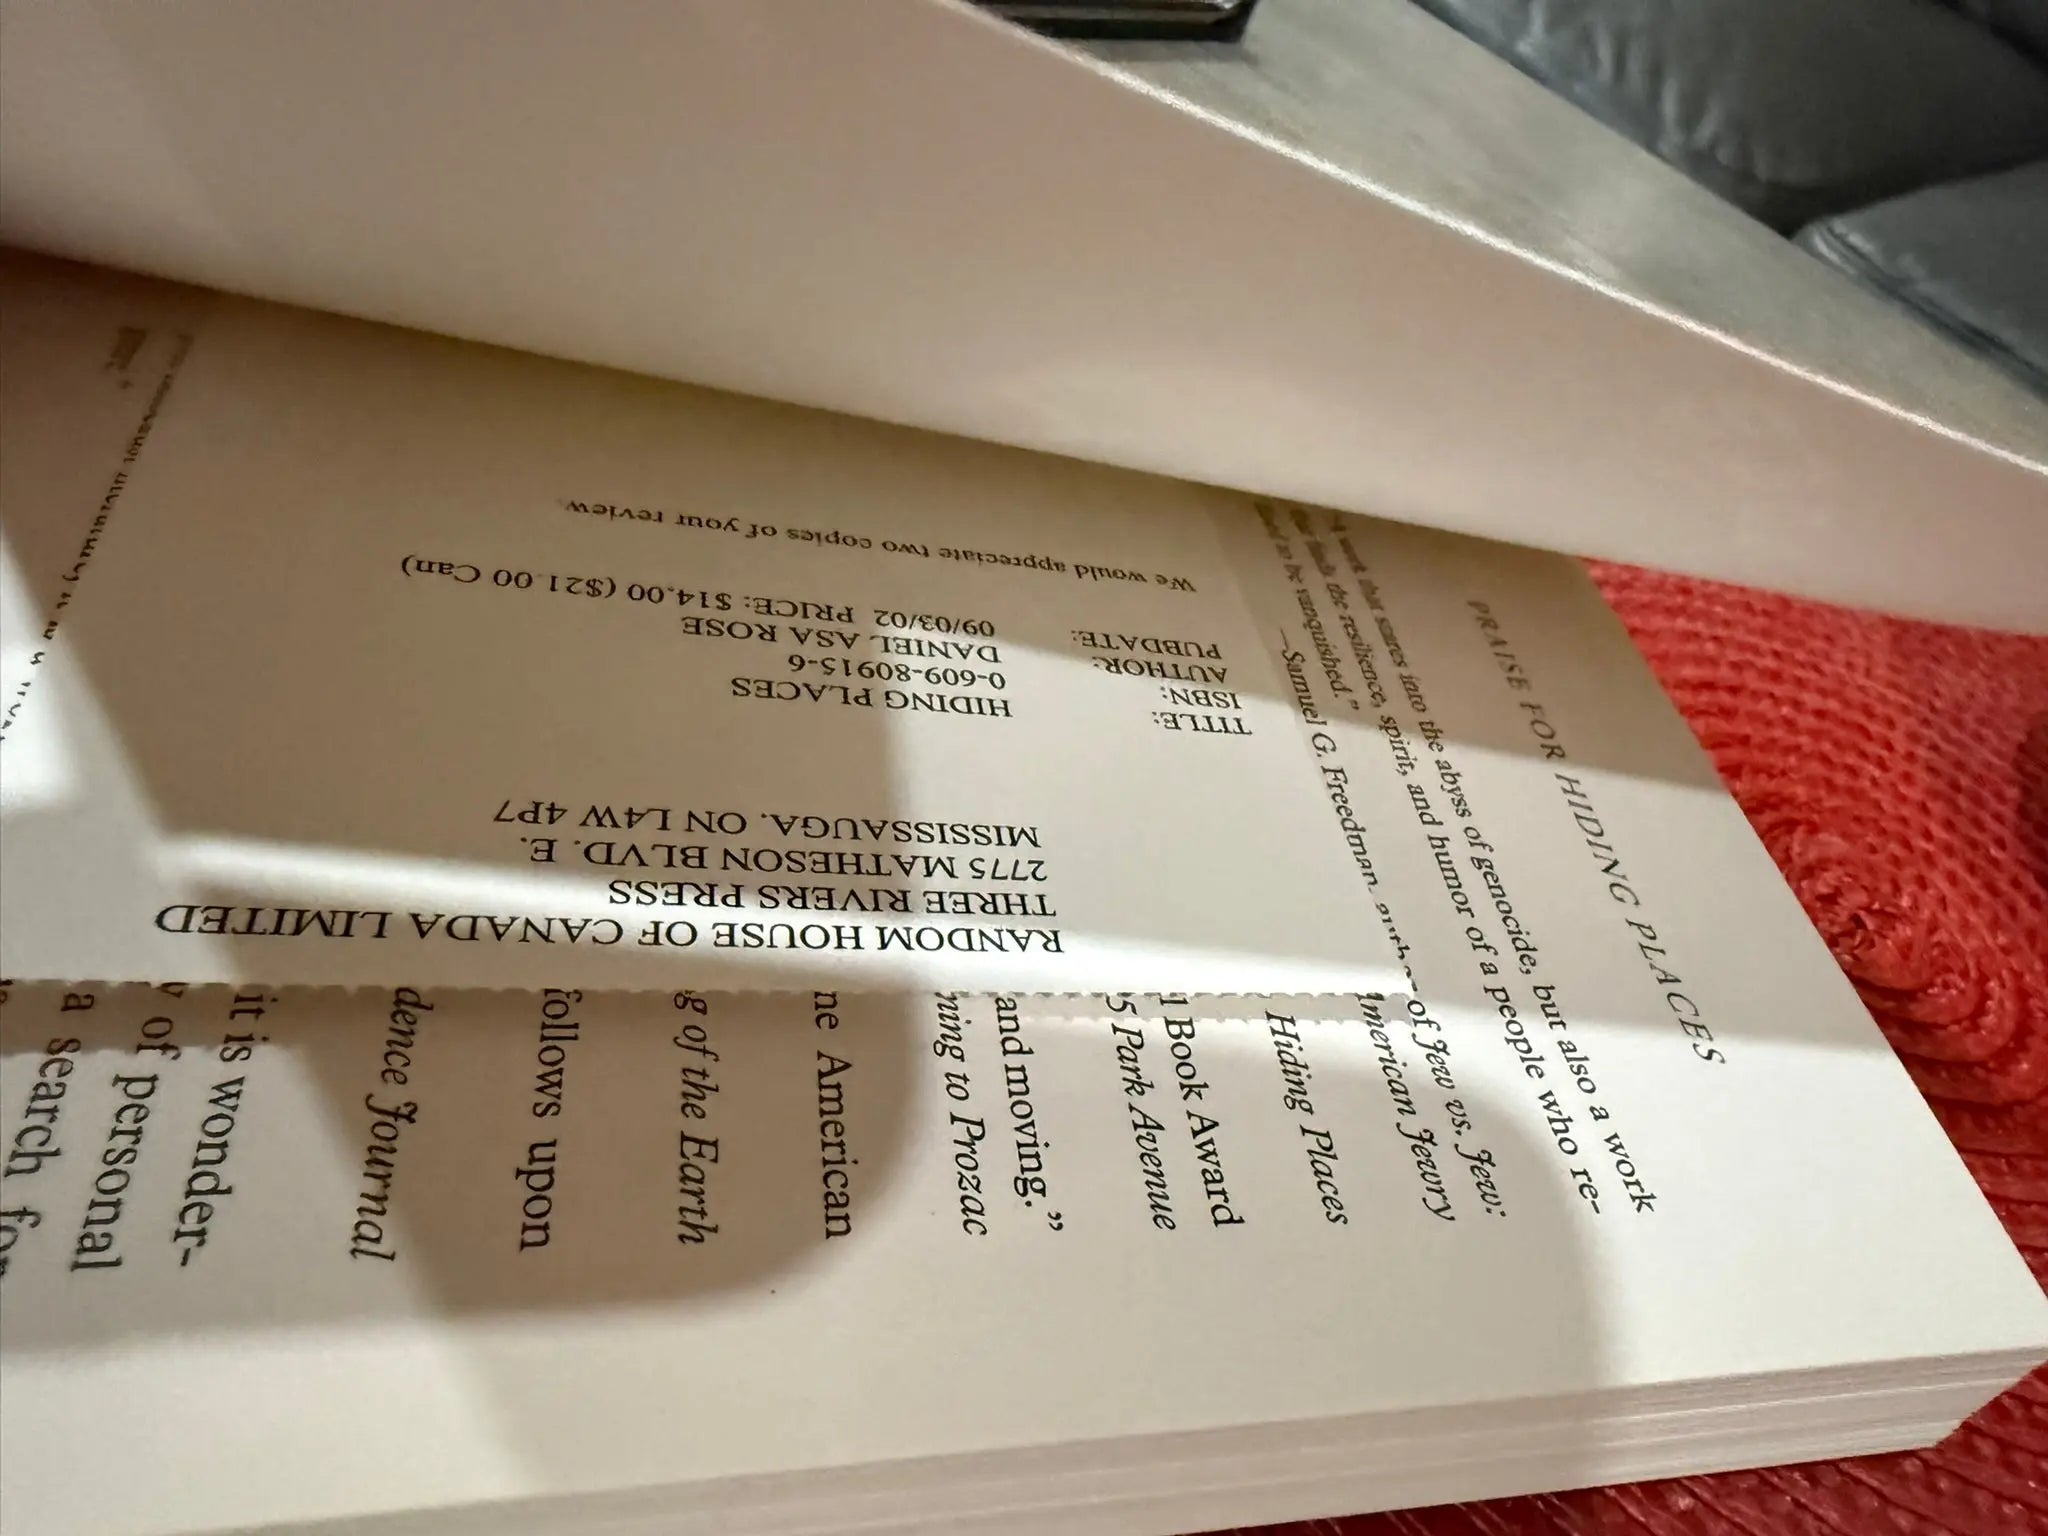 RANDOM HOUSE OF CANADA LIMITED
THREE RIVERS PRESS
2775 MATHESON BLVD. E.
MISSISSAUGA. ON L4W 4P7
TITLE: HIDING PLACES
ISBN: 0-609-80915-6
AUTHOR: DANIEL ASA ROSE
PUBDATE: 09/03/02 PRICE: $14.00 ($21.00 Can)
We would appreciate two copies of your review.
PRAISE FOR HIDING PLACES
work that stares into the abyss of genocide, but also a work
finds the resilience, spirit, and humor of a people who re-
to be vanquished.”
—Samuel G. Freedman, author of Jew vs. Jew:
American Jewry
Hiding Places
Book Award
5 Park Avenue
and moving.”
ning to Prozac
ne American
g of the Earth
follows upon
dence Journal
it is wonder-
of personal
a search for